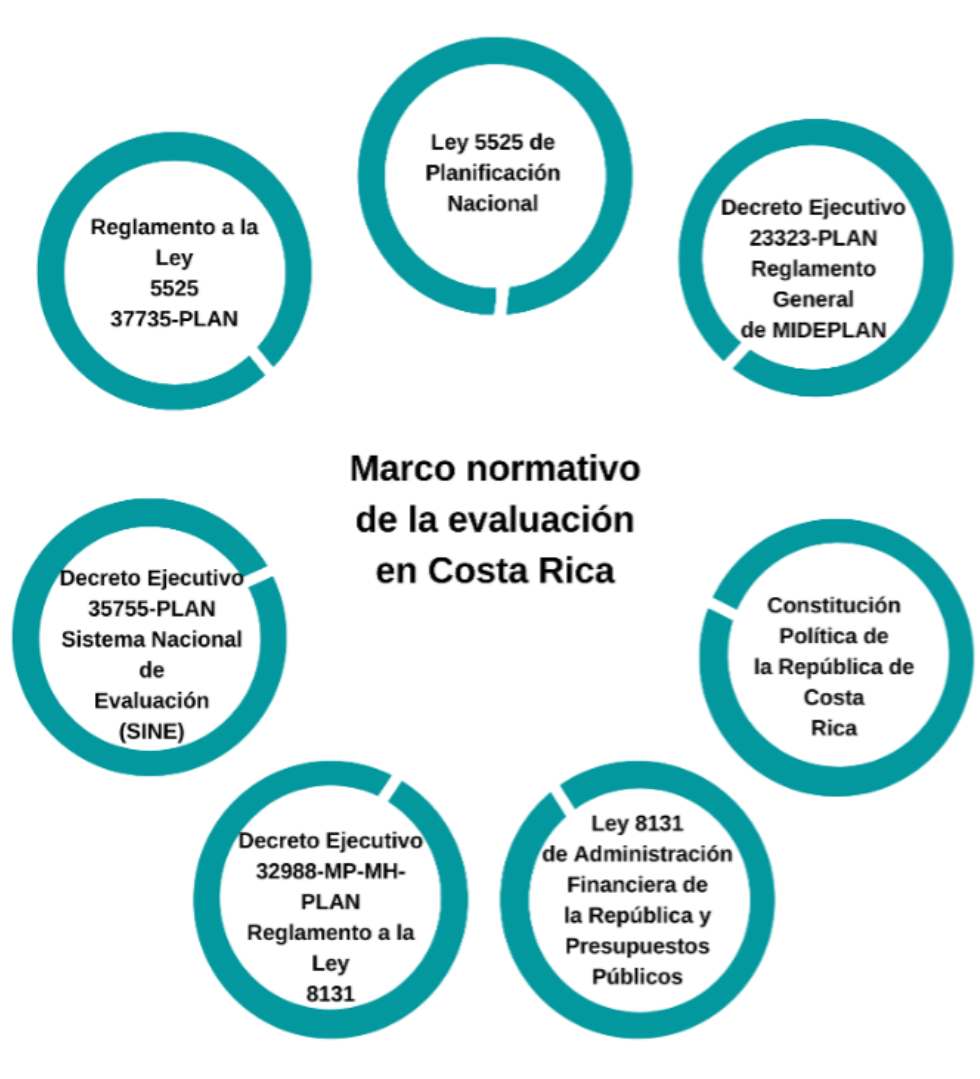 Ley 5525 de
Planificación
Nacional
Decreto Ejecutivo
23323-PLAN
Reglamento
General
de MIDEPLAN
Reglamento a la
Ley
5525
37735-PLAN
Marco normativo
de la evaluación
en Costa Rica
Decreto Ejecutivo
35755-PLAN
Sistema Nacional
de
Evaluación
(SINE)
Constitución
Política de
la República de
Costa
Rica
Decreto Ejecutivo
32988-MP-MH-
PLAN
Reglamento a la
Ley
8131
Ley 8131
de Administración
Financiera de
la República y
Presupuestos
Públicos